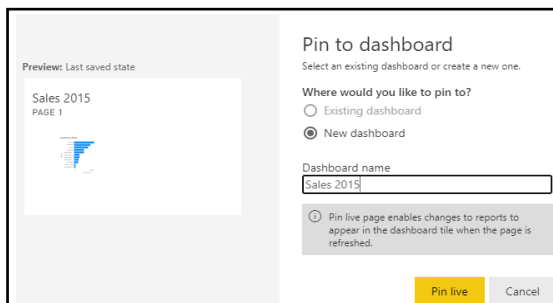 Preview: Last saved state
Sales 2015
PAGE 1
Pin to dashboard
Select an existing dashboard or create a new one.
Where would you like to pin to?
Existing dashboard
New dashboard
Dashboard name
Sales 2015
Pin live page enables changes to reports to
appear in the dashboard tile when the page is
refreshed.
Pin live
Cancel